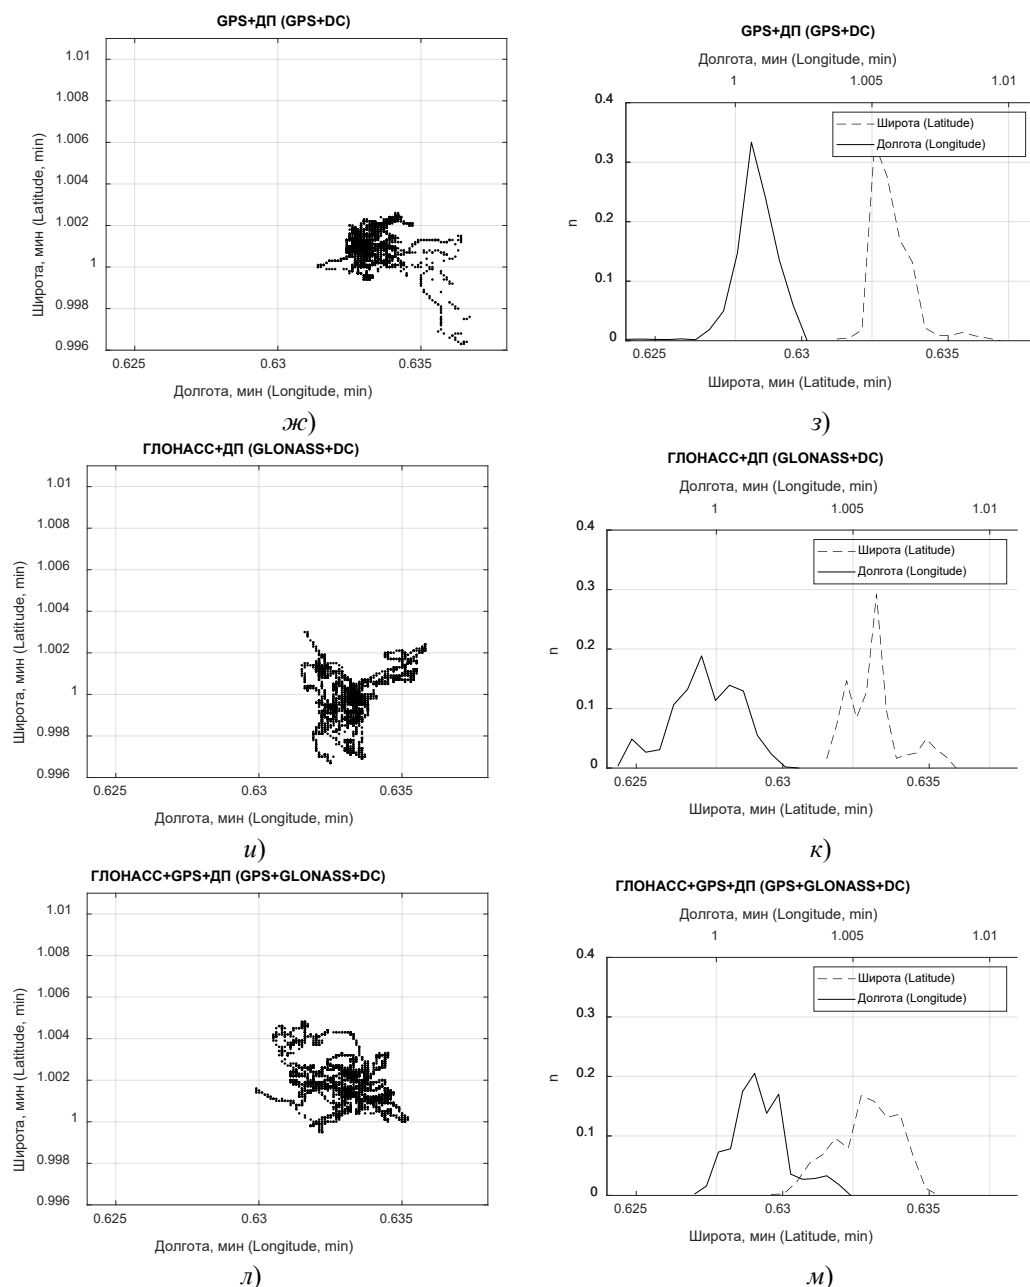 GPS+ДП (GPS+DC)
1.01
1.008
1.006
1.004
1.002
1
0.998
0.996
Широта, мин (Latitude, min)
0.625
0.63
0.635
Долгота, мин (Longitude, min)
ж)
GPS+ДП (GPS+DC)
Долгота, мин (Longitude, min)
1
1.005
1.01
0.4
0.3
0.2
0.1
0
n
Широта (Latitude)
Долгота (Longitude)
0.625
0.63
0.635
Широта, мин (Latitude, min)
з)
ГЛОНАСС+ДП (GLONASS+DC)
1.01
1.008
1.006
1.004
1.002
1
0.998
0.996
Широта, мин (Latitude, min)
0.625
0.63
0.635
Долгота, мин (Longitude, min)
и)
ГЛОНАСС+ДП (GLONASS+DC)
Долгота, мин (Longitude, min)
1
1.005
1.01
0.4
0.3
0.2
0.1
0
n
Широта (Latitude)
Долгота (Longitude)
0.625
0.63
0.635
Широта, мин (Latitude, min)
к)
ГЛОНАСС+GPS+ДП (GPS+GLONASS+DC)
1.01
1.008
1.006
1.004
1.002
1
0.998
0.996
Широта, мин (Latitude, min)
0.625
0.63
0.635
Долгота, мин (Longitude, min)
л)
ГЛОНАСС+GPS+ДП (GPS+GLONASS+DC)
Долгота, мин (Longitude, min)
1
1.005
1.01
0.4
0.3
0.2
0.1
0
n
Широта (Latitude)
Долгота (Longitude)
0.625
0.63
0.635
Широта, мин (Latitude, min)
м)